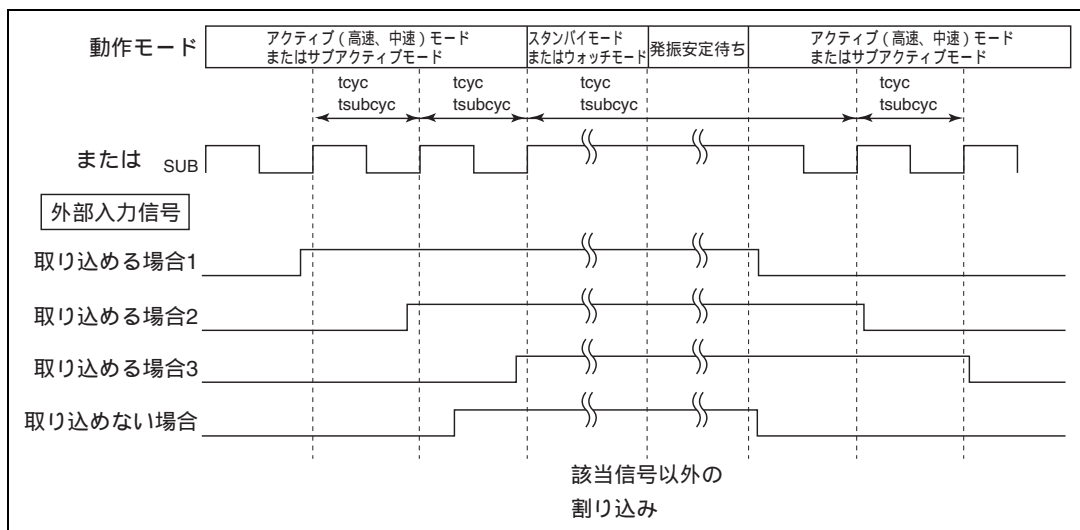 動作モード
アクティブ(高速、中速)モード
またはサブアクティブモード
スタンバイモード
またはウォッチモード
発振安定待ち
アクティブ(高速、中速)モード
またはサブアクティブモード
tcyc
tsubcyc
tcyc
tsubcyc
tcyc
tsubcyc
tcyc
tsubcyc
または SUB
外部入力信号
取り込める場合1
取り込める場合2
取り込める場合3
取り込めない場合
該当信号以外の
割り込み